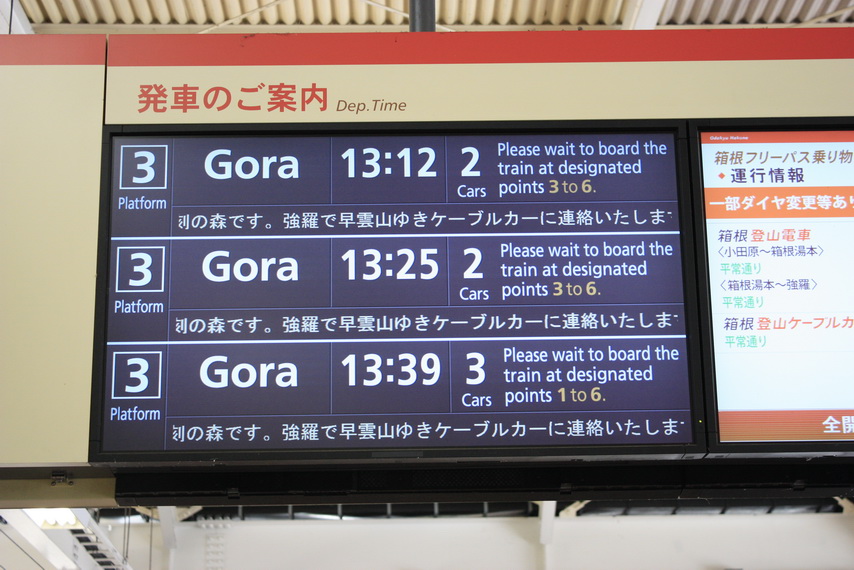 発車のご案内 Dep.Time
3 Platform
Gora 13:12 2 Cars
Please wait to board the
train at designated
points 3 to 6.
の森です。強羅で早雲山ゆきケーブルカーに連絡いたしま
3 Platform
Gora 13:25 2 Cars
Please wait to board the
train at designated
points 3 to 6.
の森です。強羅で早雲山ゆきケーブルカーに連絡いたしま
3 Platform
Gora 13:39 3 Cars
Please wait to board the
train at designated
points 1 to 6.
の森です。強羅で早雲山ゆきケーブルカーに連絡いたしま
箱根フリーパス乗り物
運行情報
一部ダイヤ変更等あり
箱根登山電車
〈小田原〜箱根湯本〉
平常通り
〈箱根湯本〜強羅〉
平常通り
箱根登山ケーブルカ
平常通り
全開